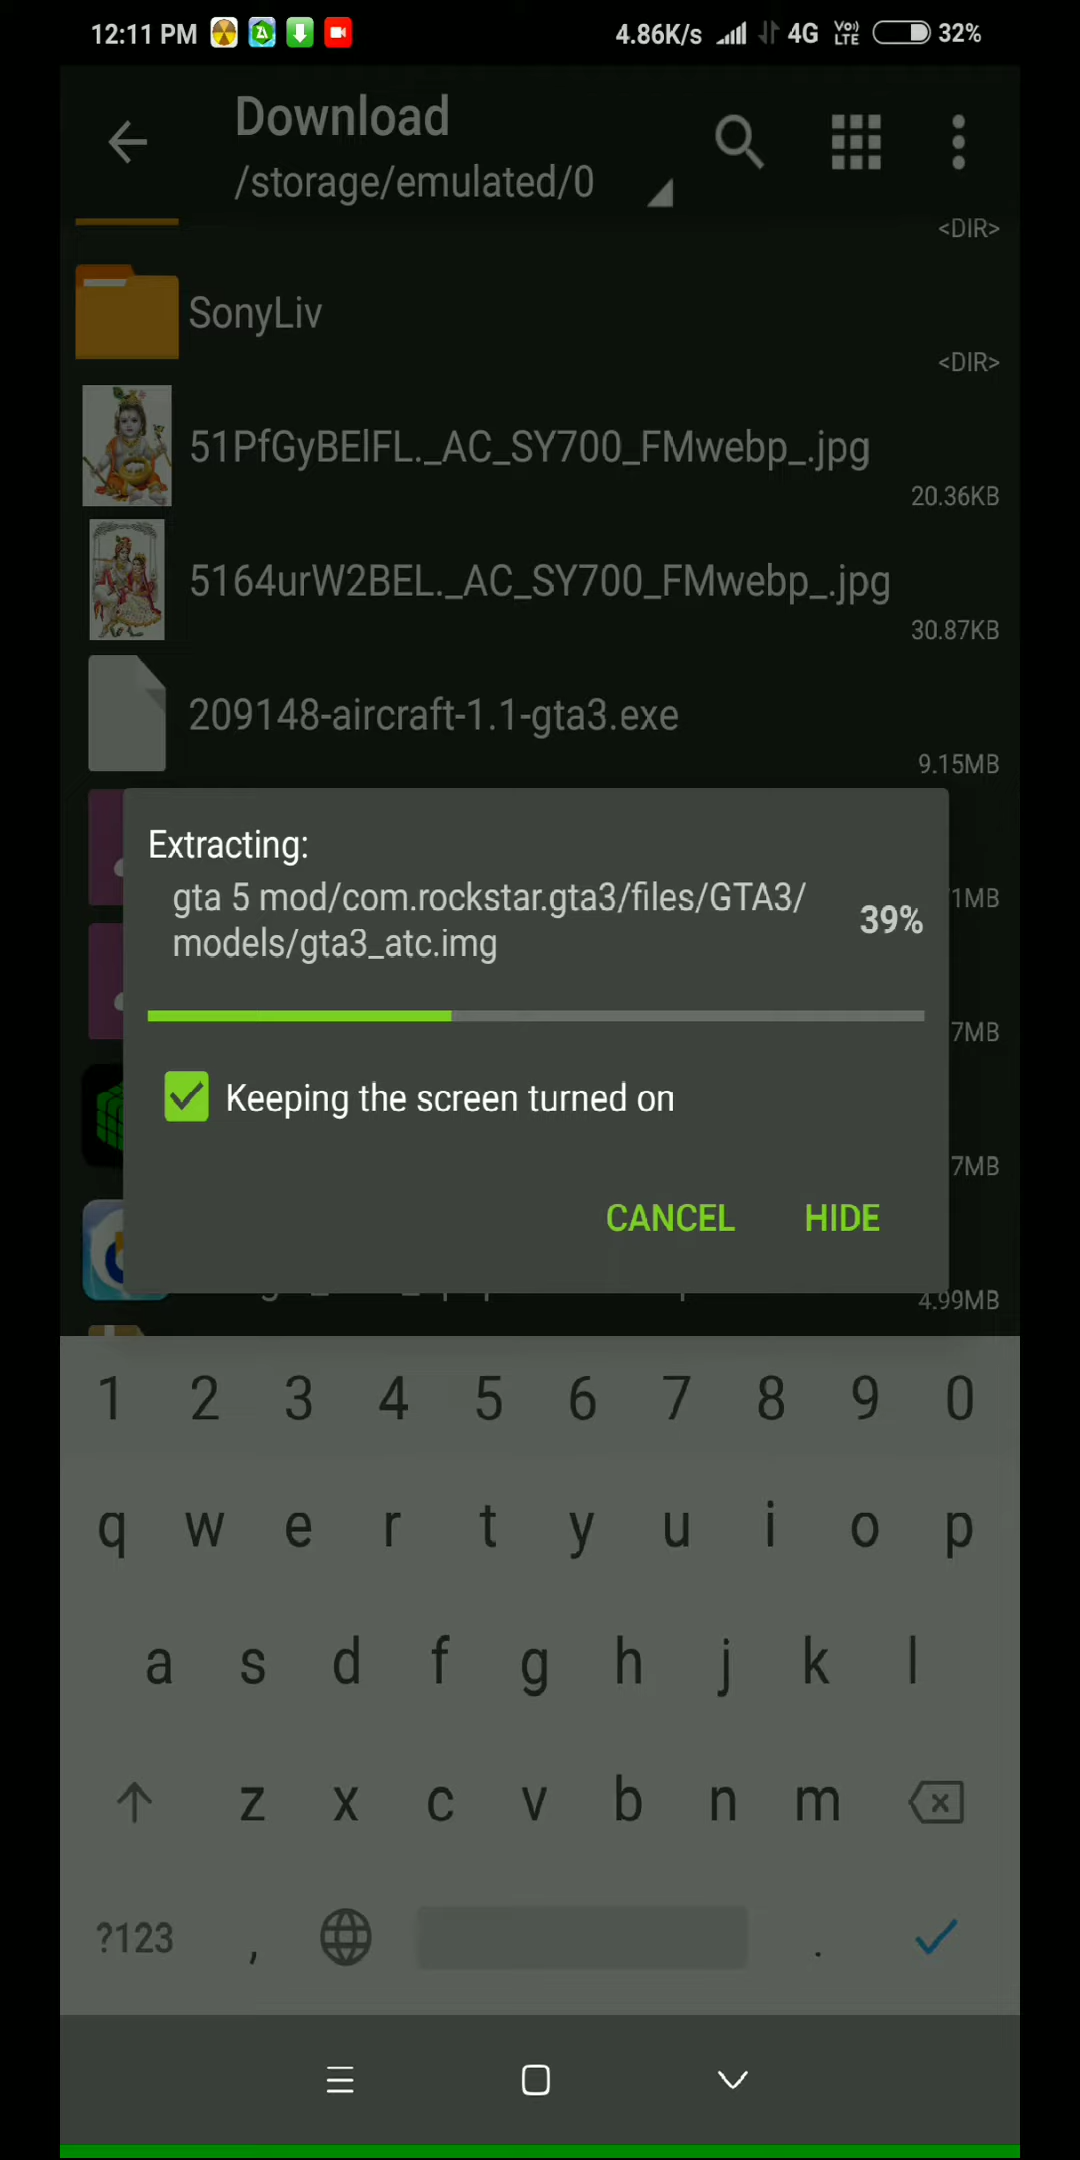 12:11 PM 4.86K/s 4G Vo) LTE 32%
Download
/storage/emulated/0
<DIR>
SonyLiv
<DIR>
51PfGyBElFL._AC_SY700_FMwebp_.jpg
20.36KB
5164urW2BEL._AC_SY700_FMwebp_.jpg
30.87KB
209148-aircraft-1.1-gta3.exe
9.15MB
Extracting:
gta 5 mod/com.rockstar.gta3/files/GTA3/
models/gta3_atc.img
39%
1MB
7MB
Keeping the screen turned on
7MB
CANCEL HIDE
4.99MB
1 2 3 4 5 6 7 8 9 0
q w e r t y u i o p
a s d f g h j k l
z x c v b n m
?123 , .